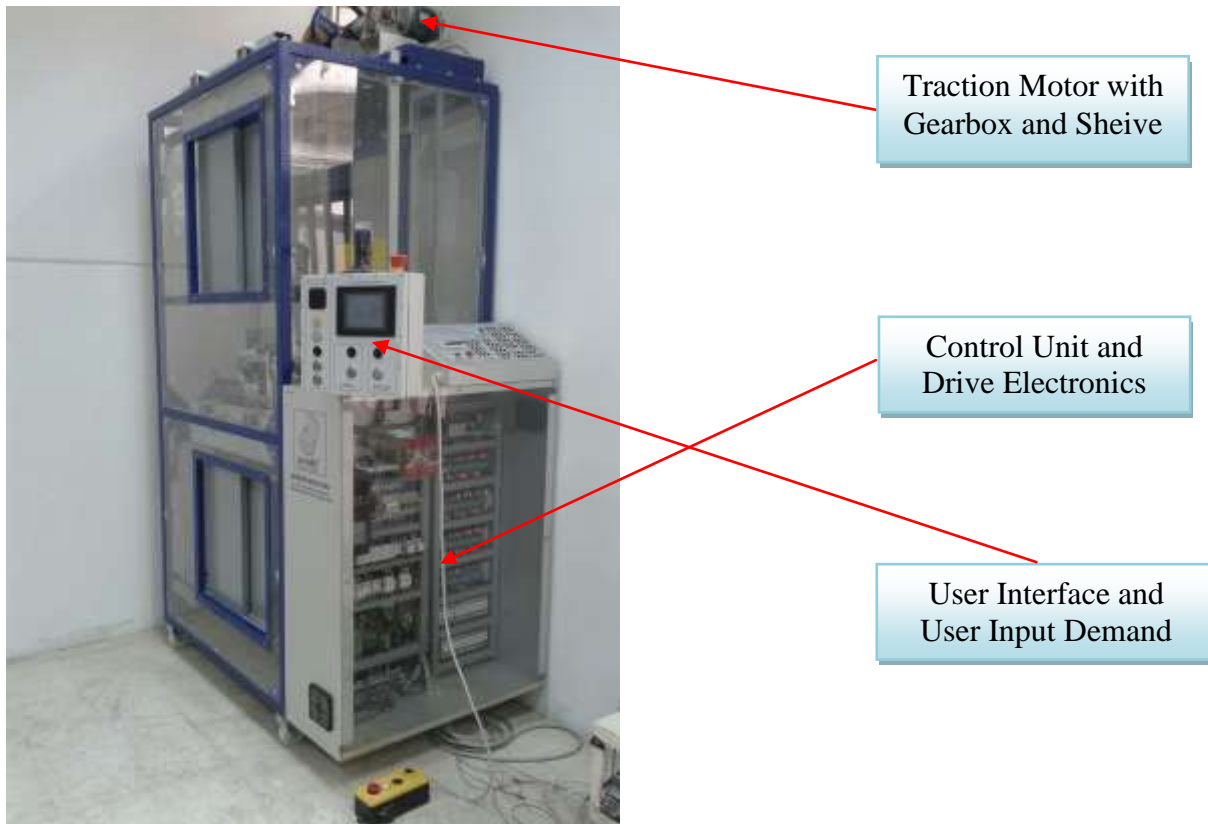 Traction Motor with
Gearbox and Sheive
Control Unit and
Drive Electronics
User Interface and
User Input Demand